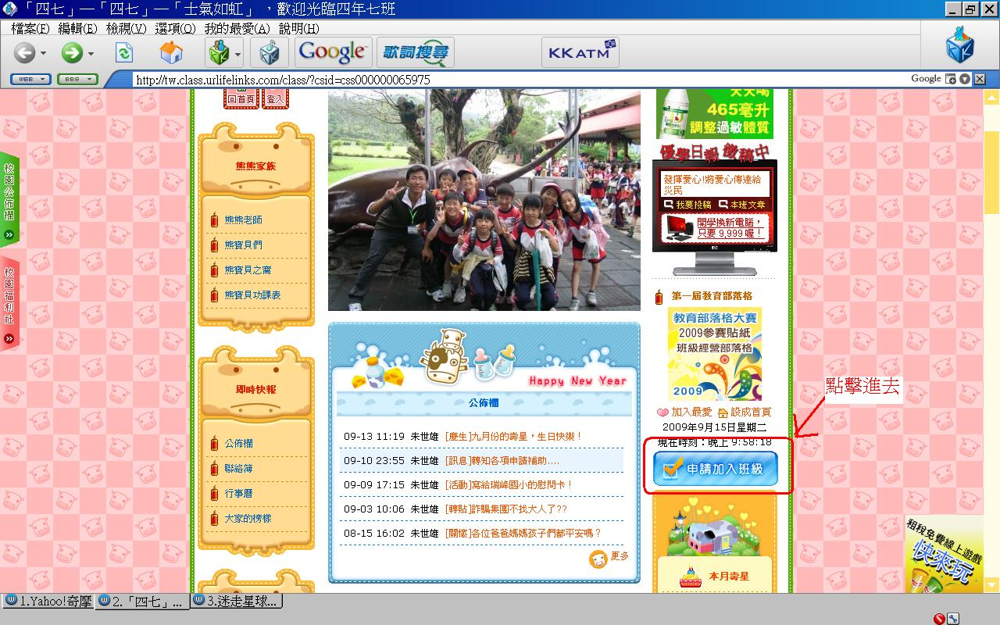 「四七」—「四七」—「士氣如虹」，歡迎光臨四年七班
檔案(F) 編輯(E) 檢視(V) 選項(O) 我的最愛(A) 說明(H)
Google 歌詞搜尋 KKATM
WEB BBS http://tw.class.urlifelinks.com/class/?csid=css000000065975 Google
回首頁 登入
校園公佈欄
校園福利社
熊熊家族
熊熊老師
熊寶貝們
熊寶貝之窩
熊寶貝功課表
即時快報
公佈欄
聯絡簿
行事曆
大家的榜樣
Happy New Year
公佈欄
09-13 11:19 朱世雄 [慶生]九月份的壽星，生日快樂！
09-10 23:55 朱世雄 [訊息]轉知各項申請補助....
09-09 17:15 朱世雄 [活動]寫給瑞峰國小的慰問卡！
09-03 10:06 朱世雄 [轉貼]詐騙集團不找大人了??
08-15 16:02 朱世雄 [關懷]各位爸爸媽媽孩子們都平安嗎？
更多
天天喝
465毫升
調整過敏體質
優學日報 徵稿中
發揮愛心!將愛心傳達給
災民
我要投稿 本班文章
開學換新電腦，
只要 9,999 喔！
第一屆教育部落格
教育部落格大賽
2009參賽貼紙
班級經營部落格
2009
加入最愛 設成首頁
2009年9月15日星期二
現在時刻：晚上 9:58:18
申請加入班級
點擊進去
本月壽星
租稅免費線上遊戲
快來玩
1.Yahoo!奇摩 2.「四七」... 3.迷走星球...